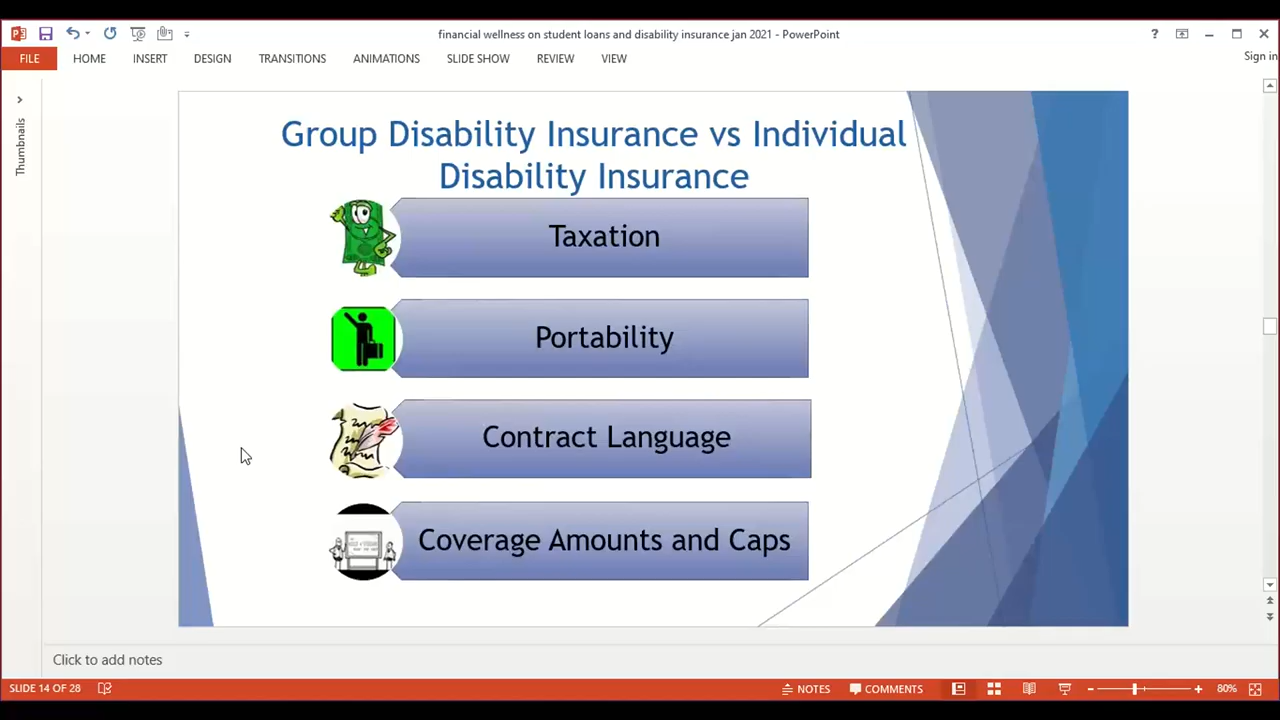 financial wellness on student loans and disability insurance jan 2021 - PowerPoint
?
Sign in
FILE HOME INSERT DESIGN TRANSITIONS ANIMATIONS SLIDE SHOW REVIEW VIEW
Thumbnails
Group Disability Insurance vs Individual
Disability Insurance
Taxation
Portability
Contract Language
Coverage Amounts and Caps
Click to add notes
SLIDE 14 OF 28 NOTES COMMENTS 80%